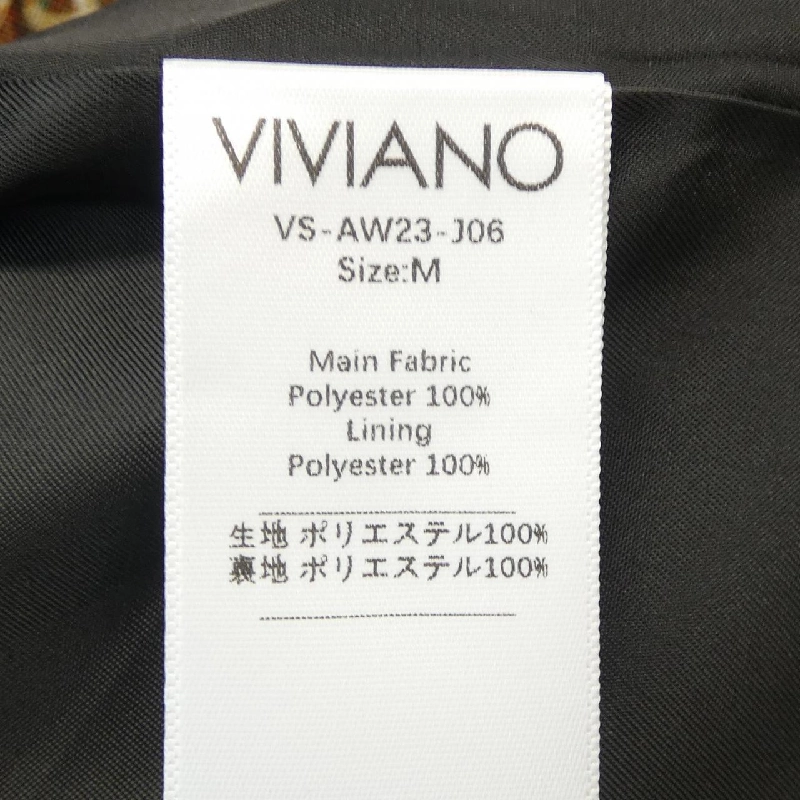 VIVIANO
VS-AW23-J06
Size:M
Main Fabric
Polyester 100%
Lining
Polyester 100%
生地 ポリエステル100%
裏地 ポリエステル100%